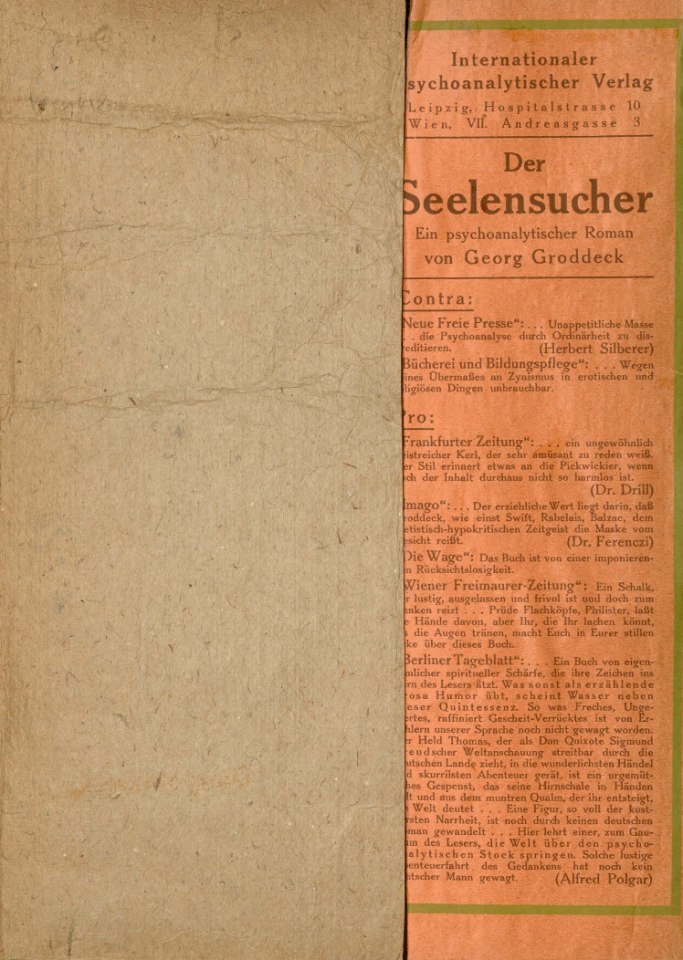 Internationaler
sychoanalytischer Verlag
Leipzig, Hospitalstrasse 10
Wien, VII. Andreasgasse 3
Der
Seelensucher
Ein psychoanalytischer Roman
von Georg Groddeck
Contra:
Neue Freie Presse“: . . . Unappetitliche Masse
. . die Psychoanalyse durch Ordinärheit zu dis-
reditieren. (Herbert Silberer)
Bücherei und Bildungspflege“: . . . Wegen
ines Übermaßes an Zynismus in erotischen und
ligiösen Dingen unbrauchbar.
Pro:
Frankfurter Zeitung“: . . . ein ungewöhnlich
istreicher Kerl, der sehr amüsant zu reden weiß.
er Stil erinnert etwas an die Pickwickier, wenn
ch der Inhalt durchaus nicht so harmlos ist.
(Dr. Drill)
Imago“: . . . Der erziehliche Wert liegt darin, daß
roddeck, wie einst Swift, Rabelais, Balzac, dem
etistisch-hypokritischen Zeitgeist die Maske vom
esicht reißt. (Dr. Ferenczi)
Die Wage“: Das Buch ist von einer imponieren-
n Rücksichtslosigkeit.
Wiener Freimaurer-Zeitung“: Ein Schalk,
r lustig, ausgelassen und frivol ist und doch zum
enken reizt . . . Prüde Flachköpfe, Philister, laßt
e Hände davon, aber Ihr, die Ihr lachen könnt,
s die Augen tränen, macht Euch in Eurer stillen
ke über dieses Buch.
Berliner Tageblatt“: . . . Ein Buch von eigen-
mlicher spiritueller Schärfe, die ihre Zeichen ins
rn des Lesers ätzt. Was sonst als erzählende
rosa Humor übt, scheint Wasser neben
ieser Quintessenz. So was Freches, Unge-
ertes, raffiniert Gescheit-Verrücktes ist von Er-
hlern unserer Sprache noch nicht gewagt worden.
er Held Thomas, der als Don Quixote Sigmund
reudscher Weltanschauung streitbar durch die
utschen Lande zieht, in die wunderlichsten Händel
d skurrilsten Abenteuer gerät, ist ein urgemüt-
hes Gespenst, das seine Hirnschale in Händen
lt und aus dem muntren Qualm, der ihr entsteigt,
e Welt deutet . . . Eine Figur, so voll der kost-
rsten Narrheit, ist noch durch keinen deutschen
man gewandelt . . . Hier lehrt einer, zum Gau-
um des Lesers, die Welt über den psycho-
alytischen Stock springen. Solche lustige
enteuerfahrt des Gedankens hat noch kein
utscher Mann gewagt. (Alfred Polgar)